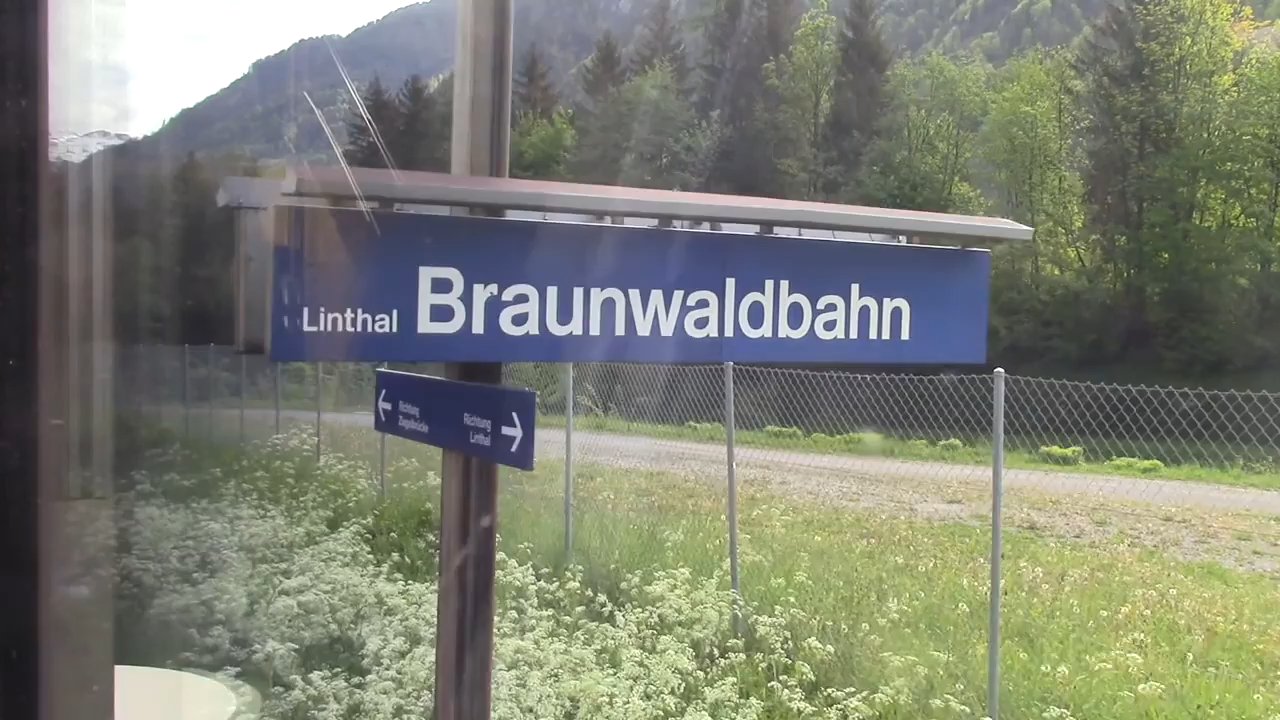 Linthal Braunwaldbahn
Richtung
Ziegelbrücke
Richtung
Linthal